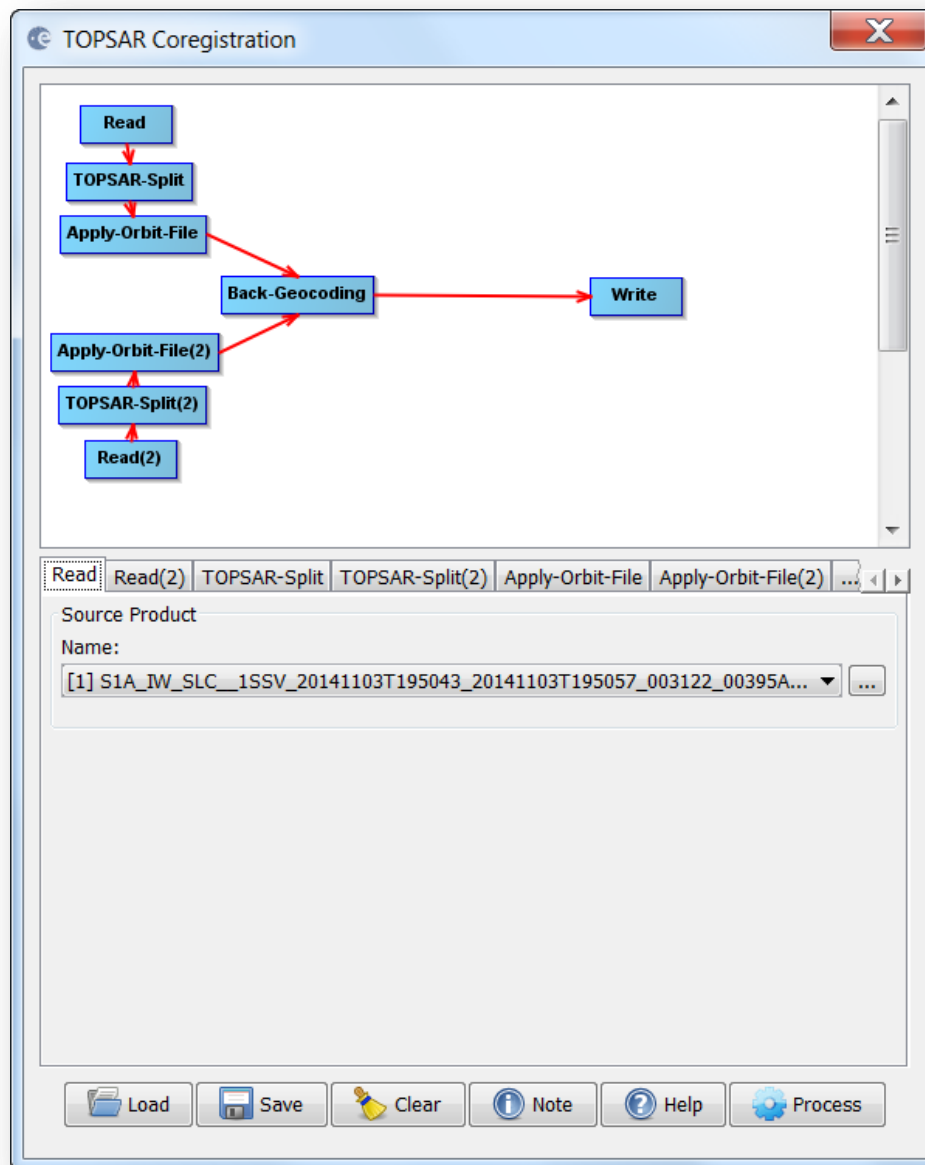 TOPSAR Coregistration
Read
TOPSAR-Split
Apply-Orbit-File
Back-Geocoding
Write
Apply-Orbit-File(2)
TOPSAR-Split(2)
Read(2)
Read Read(2) TOPSAR-Split TOPSAR-Split(2) Apply-Orbit-File Apply-Orbit-File(2) ...
Source Product
Name:
[1] S1A_IW_SLC__1SSV_20141103T195043_20141103T195057_003122_00395A... ...
Load Save Clear Note Help Process